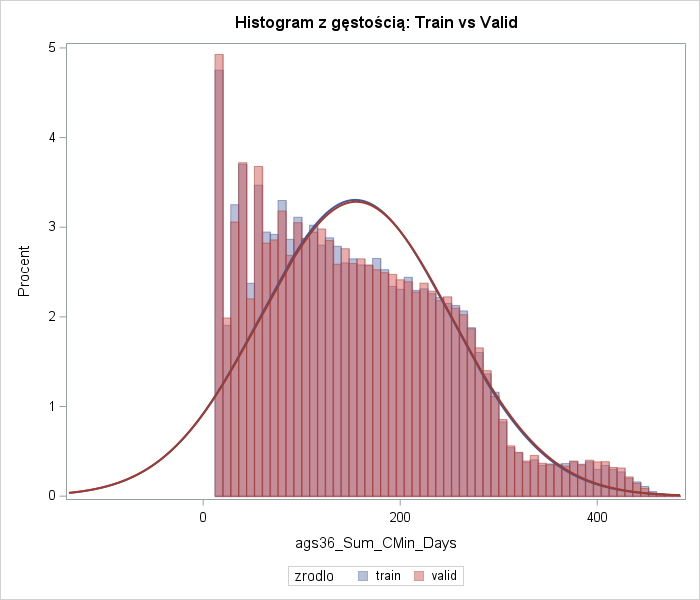 Histogram z gęstością: Train vs Valid
5
4
3
2
1
0
Procent
0 200 400
ags36_Sum_CMin_Days
zrodlo train valid